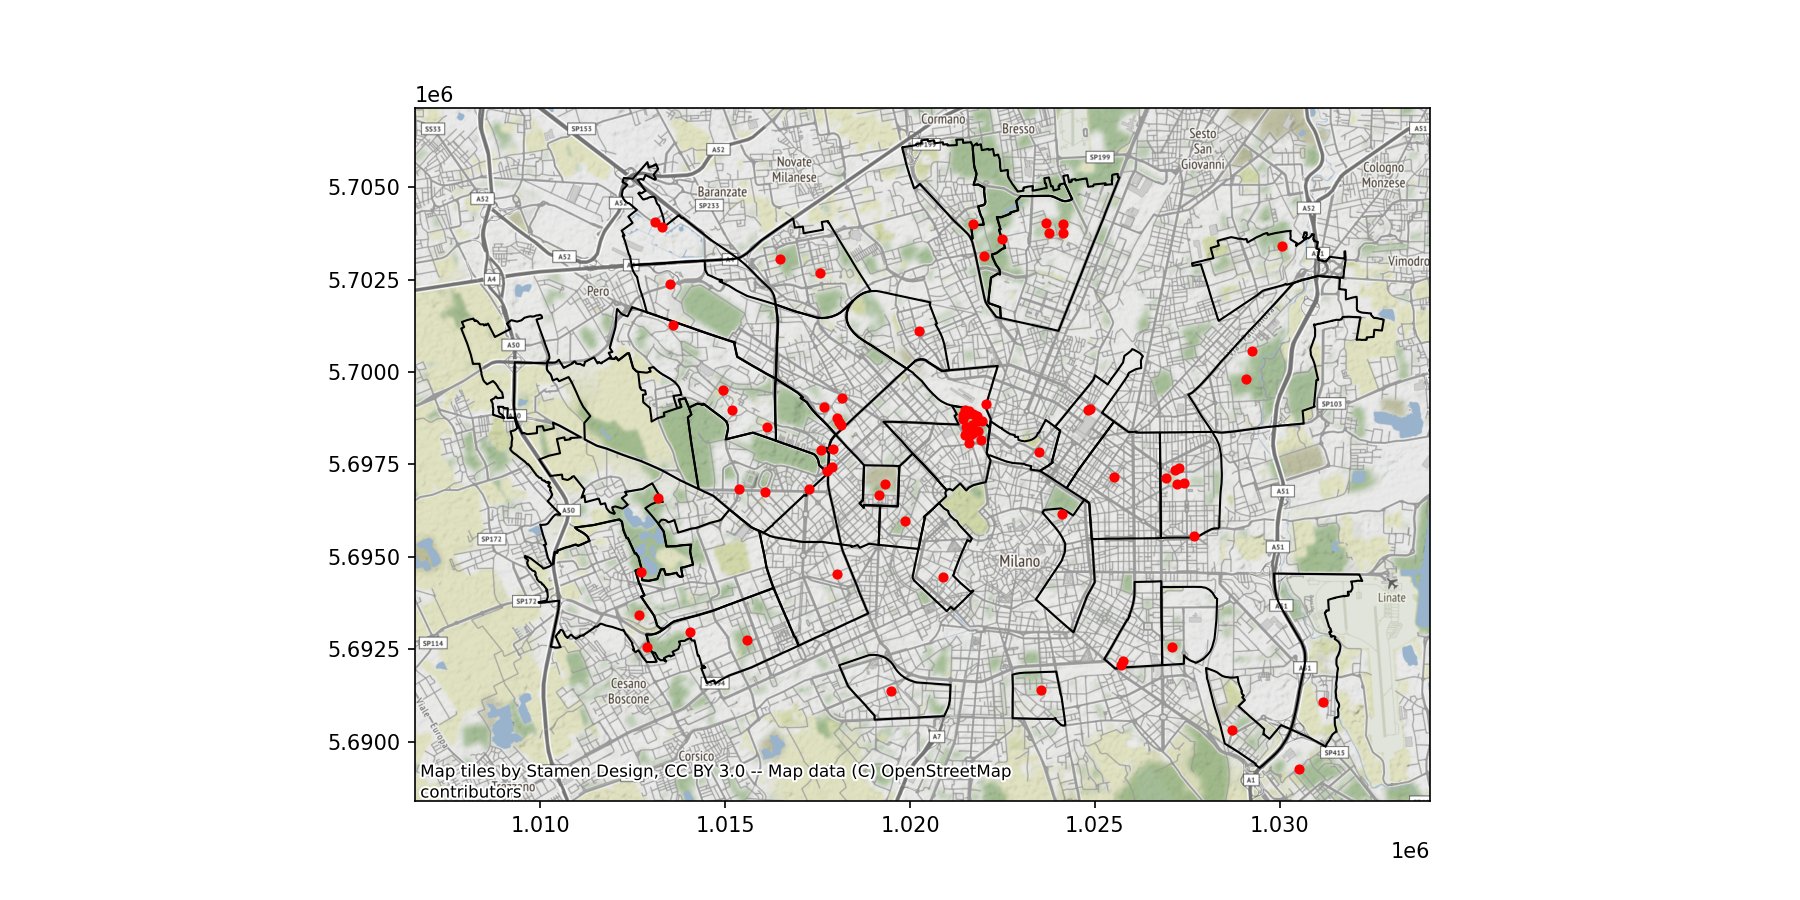 1e6
Cormano
Bresso
SS33
SP153
A51
A52
Sesto
San
Giovanni
SP199
Novate
Milanese
Cologno
Monzese
Baranzate
A52
SP233
A52
A52
Vimodro
A4
Pero
A50
SP103
A51
A50
SP172
A51
Milano
SP172
A51
Linate
SP114
A51
Cesano
Boscone
Viale Europa
A7
Corsico
SP415
A1
Map tiles by Stamen Design, CC BY 3.0 -- Map data (C) OpenStreetMap
contributors
5.7050
5.7025
5.7000
5.6975
5.6950
5.6925
5.6900
1.010
1.015
1.020
1.025
1.030
1e6